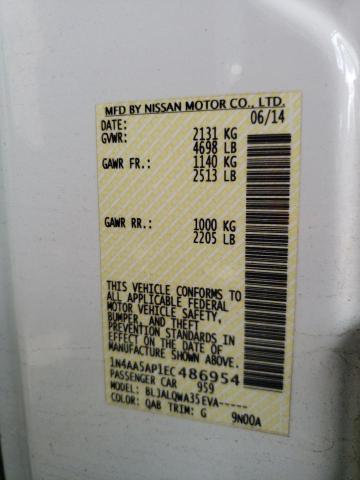 MFD BY NISSAN MOTOR CO., LTD.
DATE: 06/14
GVWR: 2131 KG
4698 LB
GAWR FR.: 1140 KG
2513 LB
GAWR RR.: 1000 KG
2205 LB
THIS VEHICLE CONFORMS TO
ALL APPLICABLE FEDERAL
MOTOR VEHICLE SAFETY,
BUMPER, AND THEFT
PREVENTION STANDARDS IN
EFFECT ON THE DATE OF
MANUFACTURE SHOWN ABOVE.
1N4AA5AP1EC486954
PASSENGER CAR 959
MODEL: BLJALQWA35EVA-----
COLOR: QAB TRIM: G 9N00A